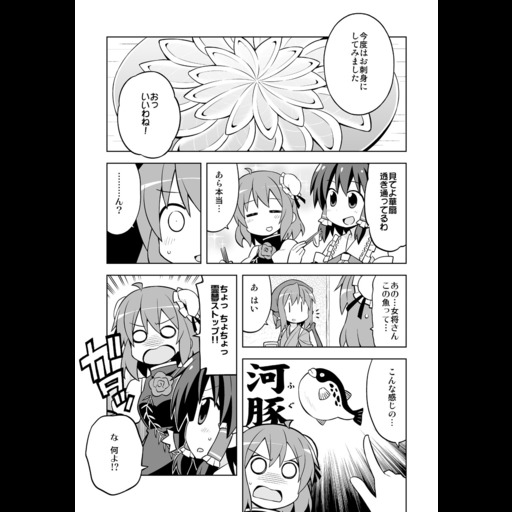 今度はお刺身に
してみました
おっ
いいわね!
見てよ華扇
透き通ってるわ
あら本当…
………ん?
あの…女将さん
この魚って…
あ はい
こんな感じの…
河豚
ふぐ
ちょっ ちょちょっ
霊夢ストップ!!
ガタッ
な 何よ!?